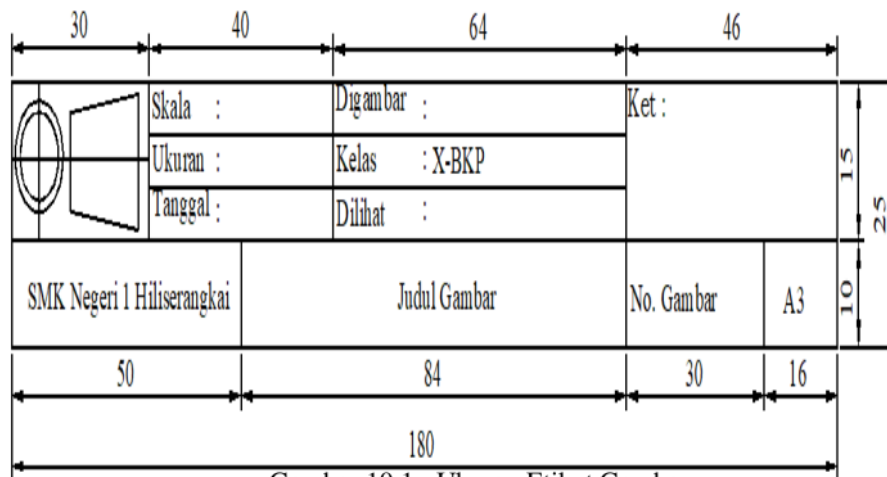 30 40 64 46
Skala : Digambar : Ket :
Ukuran : Kelas : X-BKP
Tanggal : Dilihat :
15
25
SMK Negeri 1 Hiliserangkai Judul Gambar No. Gambar A3
10
50 84 30 16
180